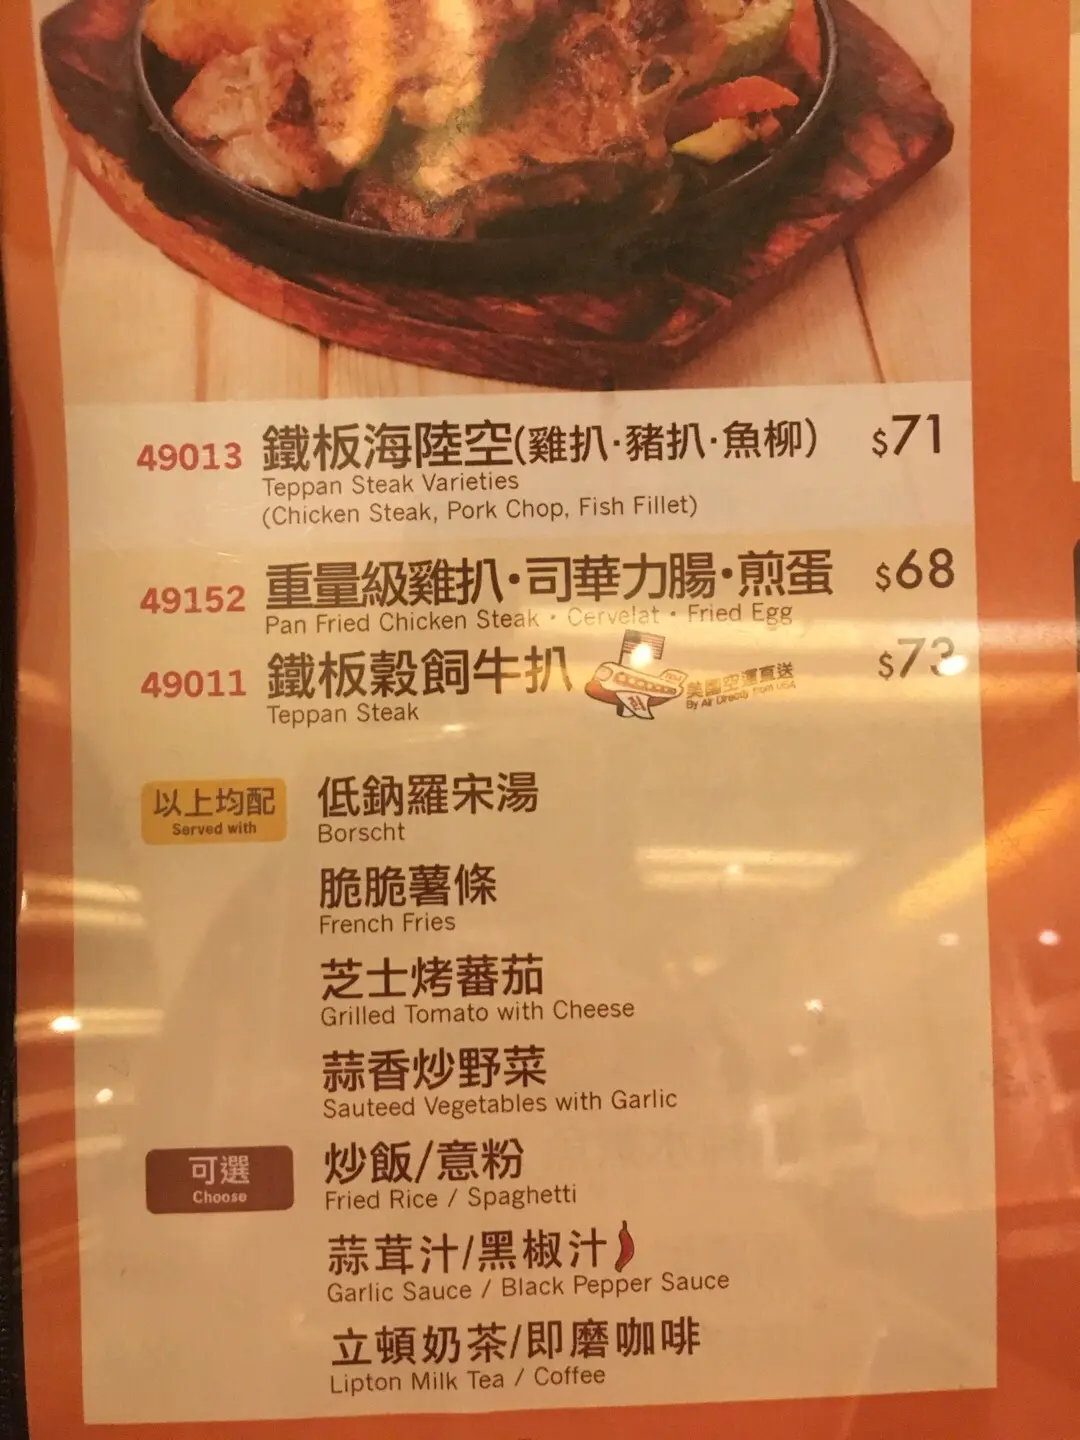 49013 鐵板海陸空(雞扒·豬扒·魚柳) $71
Teppan Steak Varieties
(Chicken Steak, Pork Chop, Fish Fillet)
49152 重量級雞扒·司華力腸·煎蛋 $68
Pan Fried Chicken Steak · Cervelat · Fried Egg
49011 鐵板穀飼牛扒 美國空運直送 $73
By Air Directly from USA
Teppan Steak
以上均配 低鈉羅宋湯
Served with Borscht
脆脆薯條
French Fries
芝士烤蕃茄
Grilled Tomato with Cheese
蒜香炒野菜
Sauteed Vegetables with Garlic
可選 炒飯/意粉
Choose Fried Rice / Spaghetti
蒜茸汁/黑椒汁
Garlic Sauce / Black Pepper Sauce
立頓奶茶/即磨咖啡
Lipton Milk Tea / Coffee